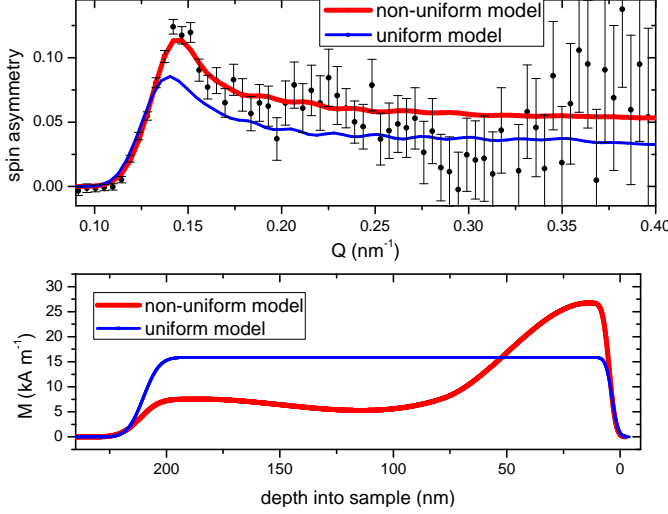 non-uniform model
uniform model
spin asymmetry
0.10
0.05
0.00
0.10 0.15 0.20 0.25 0.30 0.35 0.40
Q (nm⁻¹)
non-uniform model
uniform model
M (kA m⁻¹)
30
25
20
15
10
5
0
200 150 100 50 0
depth into sample (nm)